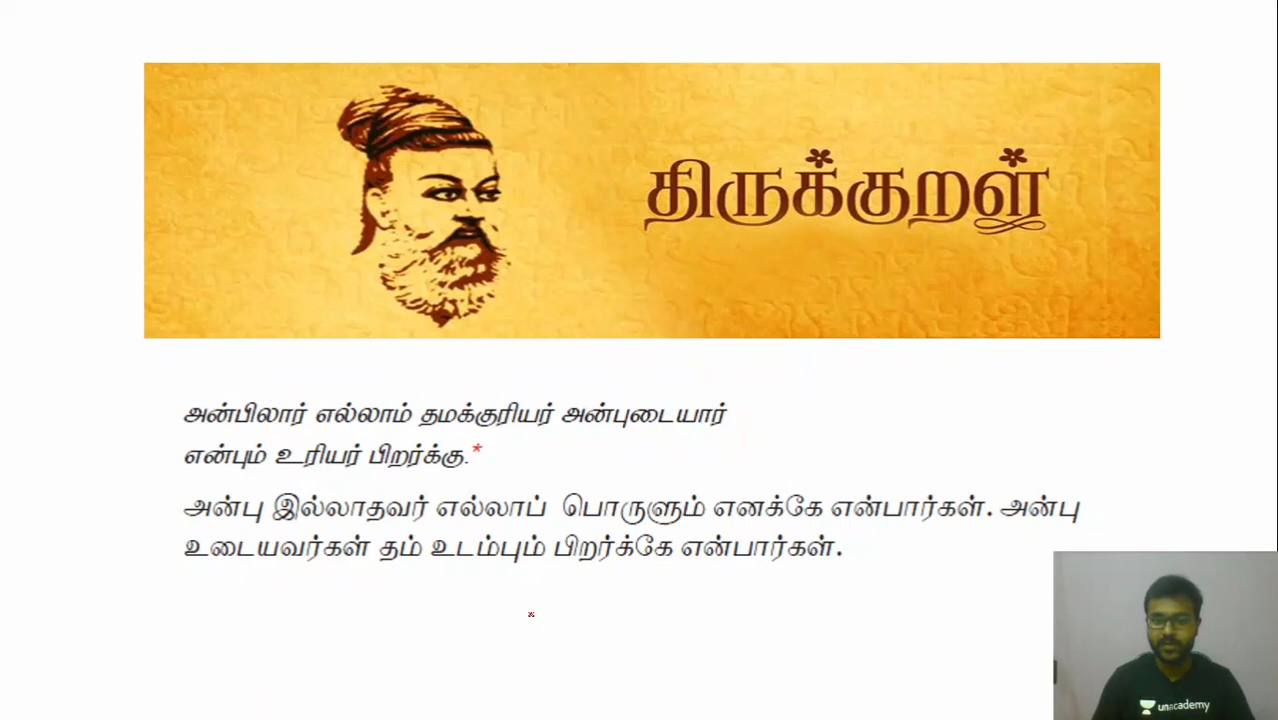 திருக்குறள்
அன்பிலார் எல்லாம் தமக்குரியர் அன்புடையார்
என்பும் உரியர் பிறர்க்கு.*
அன்பு இல்லாதவர் எல்லாப் பொருளும் எனக்கே என்பார்கள். அன்பு
உடையவர்கள் தம் உடம்பும் பிறர்க்கே என்பார்கள்.
unacademy